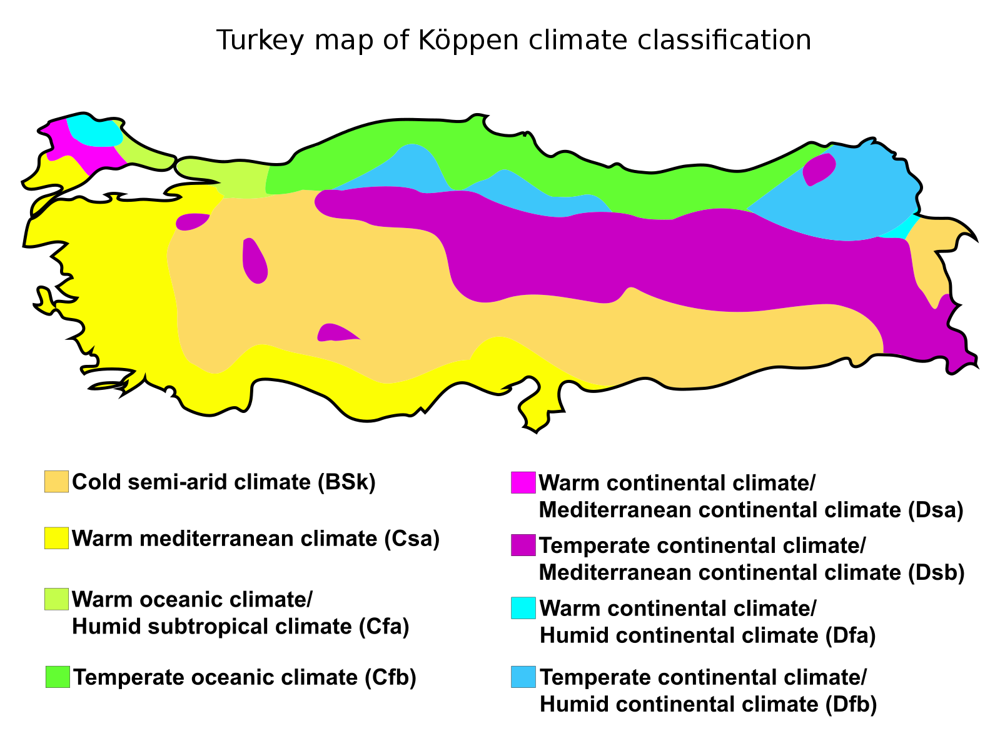 Turkey map of Köppen climate classification
Cold semi-arid climate (BSk)
Warm mediterranean climate (Csa)
Warm oceanic climate/
Humid subtropical climate (Cfa)
Temperate oceanic climate (Cfb)
Warm continental climate/
Mediterranean continental climate (Dsa)
Temperate continental climate/
Mediterranean continental climate (Dsb)
Warm continental climate/
Humid continental climate (Dfa)
Temperate continental climate/
Humid continental climate (Dfb)